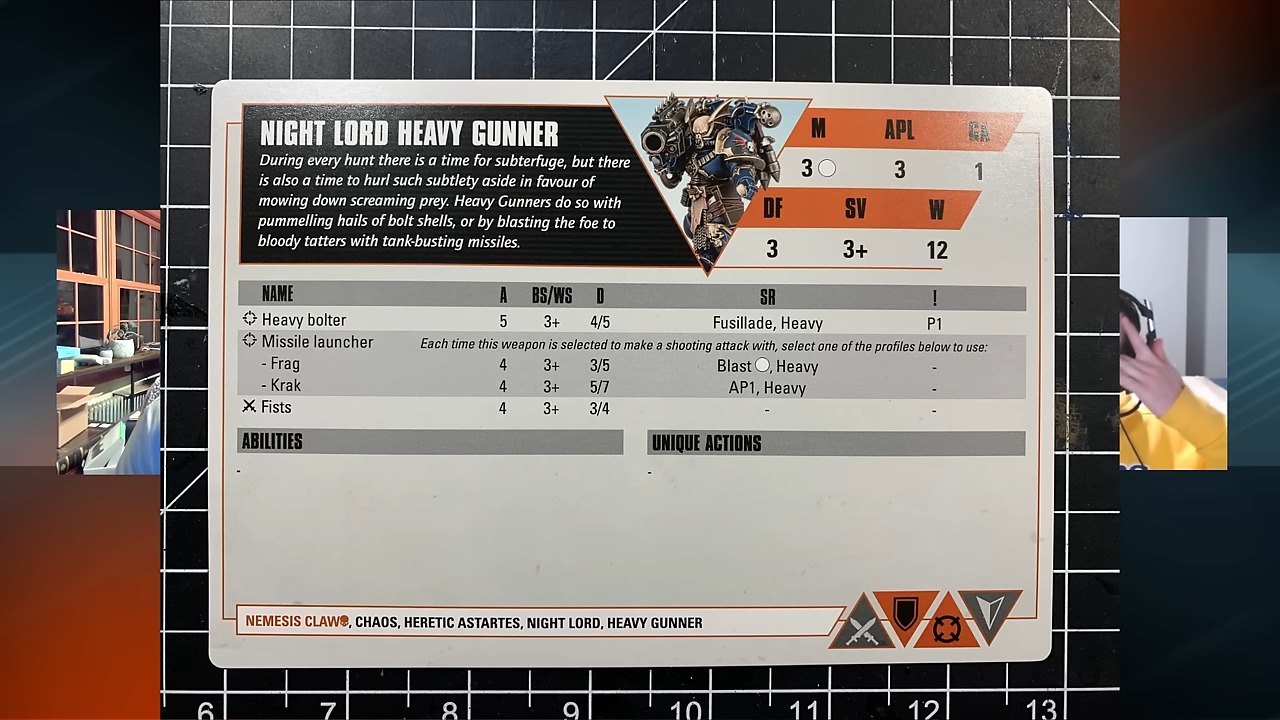 NIGHT LORD HEAVY GUNNER
During every hunt there is a time for subterfuge, but there
is also a time to hurl such subtlety aside in favour of
mowing down screaming prey. Heavy Gunners do so with
pummelling hails of bolt shells, or by blasting the foe to
bloody tatters with tank-busting missiles.
M APL GA
3 3 1
DF SV W
3 3+ 12
NAME A BS/WS D SR !
Heavy bolter 5 3+ 4/5 Fusillade, Heavy P1
Missile launcher Each time this weapon is selected to make a shooting attack with, select one of the profiles below to use:
- Frag 4 3+ 3/5 Blast , Heavy -
- Krak 4 3+ 5/7 AP1, Heavy -
Fists 4 3+ 3/4 - -
ABILITIES UNIQUE ACTIONS
- -
NEMESIS CLAW, CHAOS, HERETIC ASTARTES, NIGHT LORD, HEAVY GUNNER
6 7 8 9 10 11 12 13